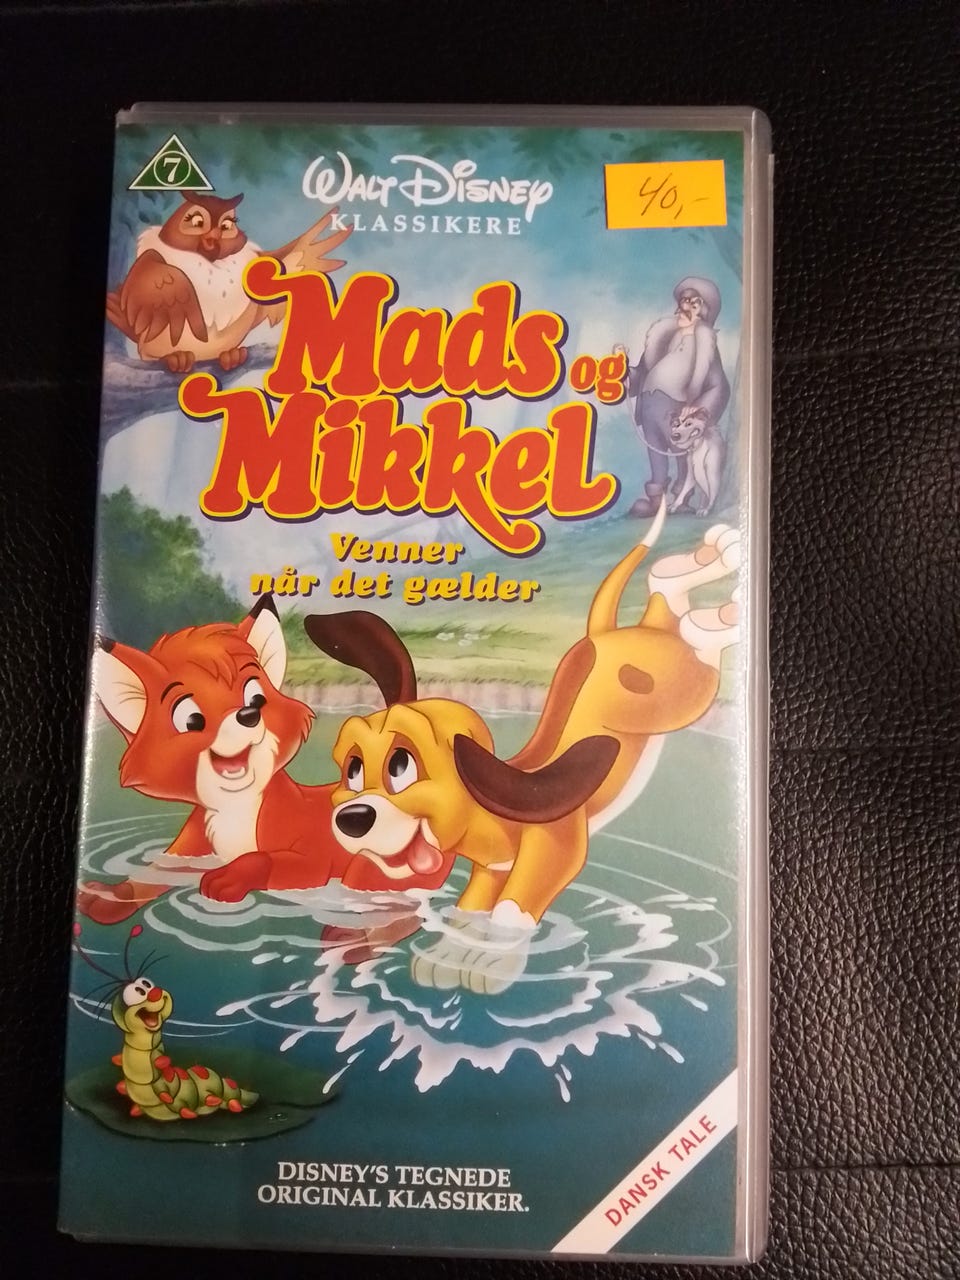 7
WALT DISNEY
KLASSIKERE
40,-
Mads og
Mikkel
Venner
når det gælder
DISNEY'S TEGNEDE
ORIGINAL KLASSIKER.
DANSK TALE